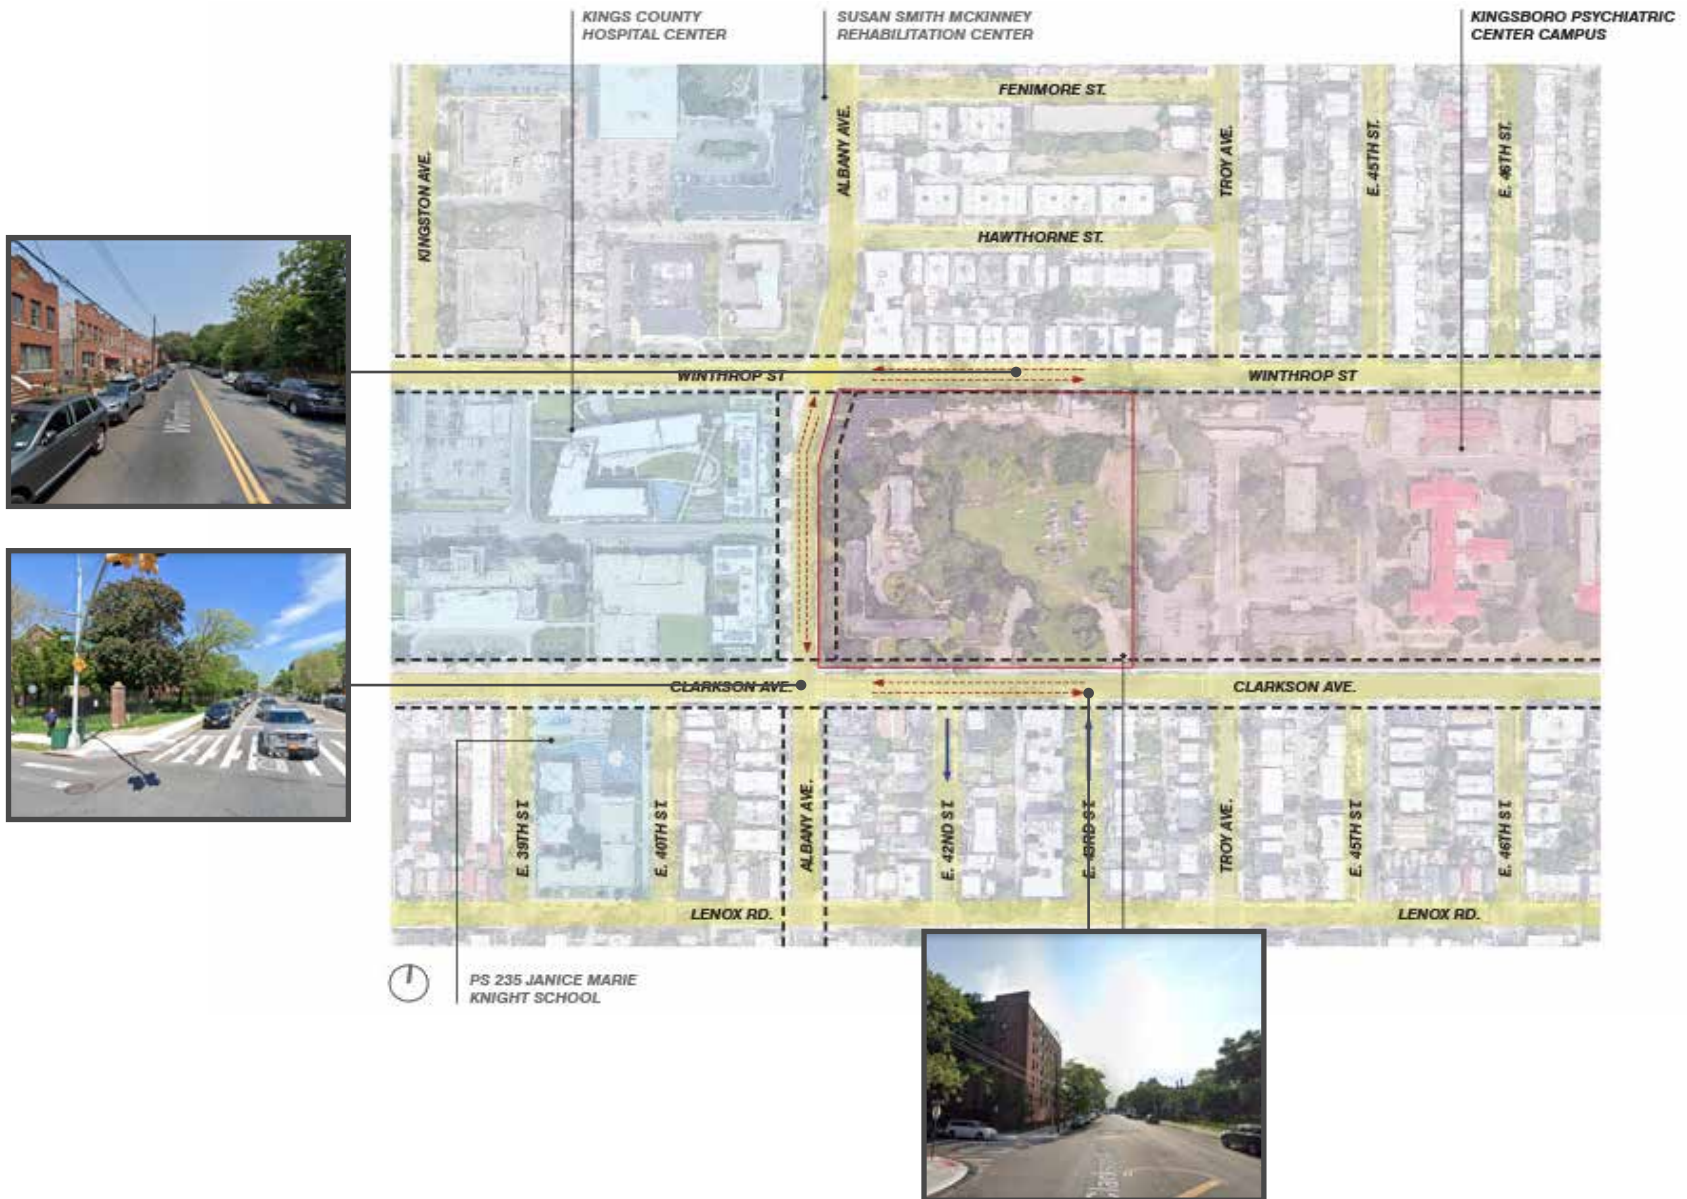 KINGS COUNTY
HOSPITAL CENTER
SUSAN SMITH MCKINNEY
REHABILITATION CENTER
KINGSBORO PSYCHIATRIC
CENTER CAMPUS
FENIMORE ST.
KINGSTON AVE.
ALBANY AVE.
TROY AVE.
E. 45TH ST.
E. 46TH ST.
HAWTHORNE ST.
WINTHROP ST
WINTHROP ST
CLARKSON AVE.
CLARKSON AVE.
E. 39TH ST.
E. 40TH ST.
ALBANY AVE.
E. 42ND ST.
E. 43RD ST.
TROY AVE.
E. 45TH ST.
E. 46TH ST.
LENOX RD.
LENOX RD.
PS 235 JANICE MARIE
KNIGHT SCHOOL